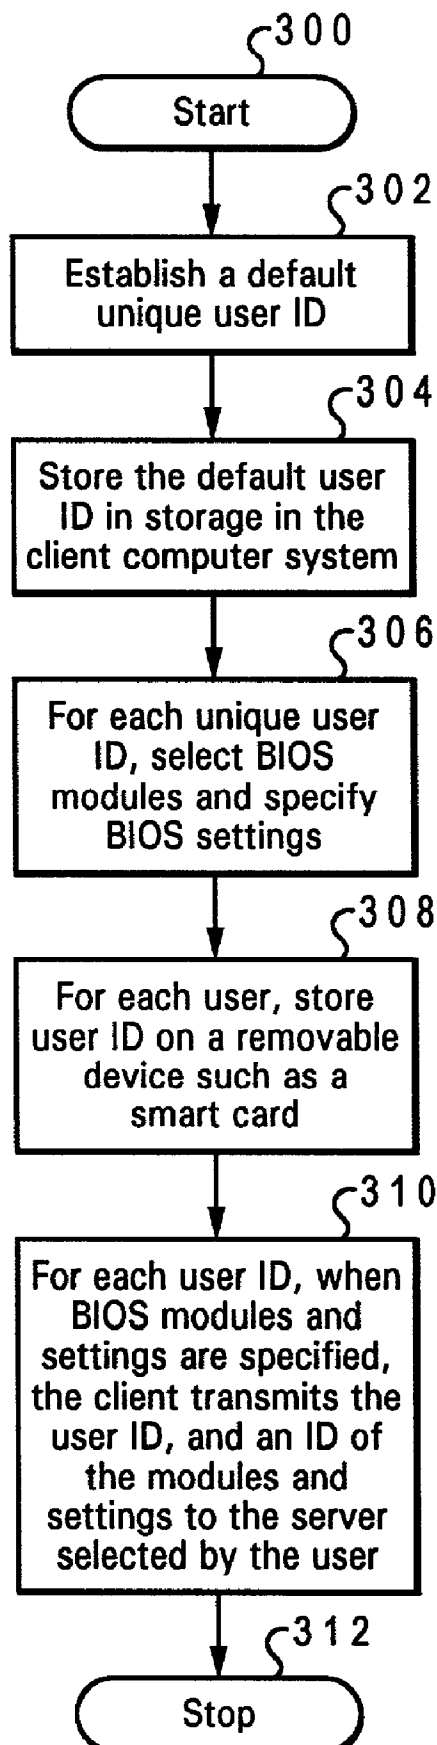 300
Start
302
Establish a default
unique user ID
304
Store the default user
ID in storage in the
client computer system
306
For each unique user
ID, select BIOS
modules and specify
BIOS settings
308
For each user, store
user ID on a removable
device such as a
smart card
310
For each user ID, when
BIOS modules and
settings are specified,
the client transmits the
user ID, and an ID of
the modules and
settings to the server
selected by the user
312
Stop